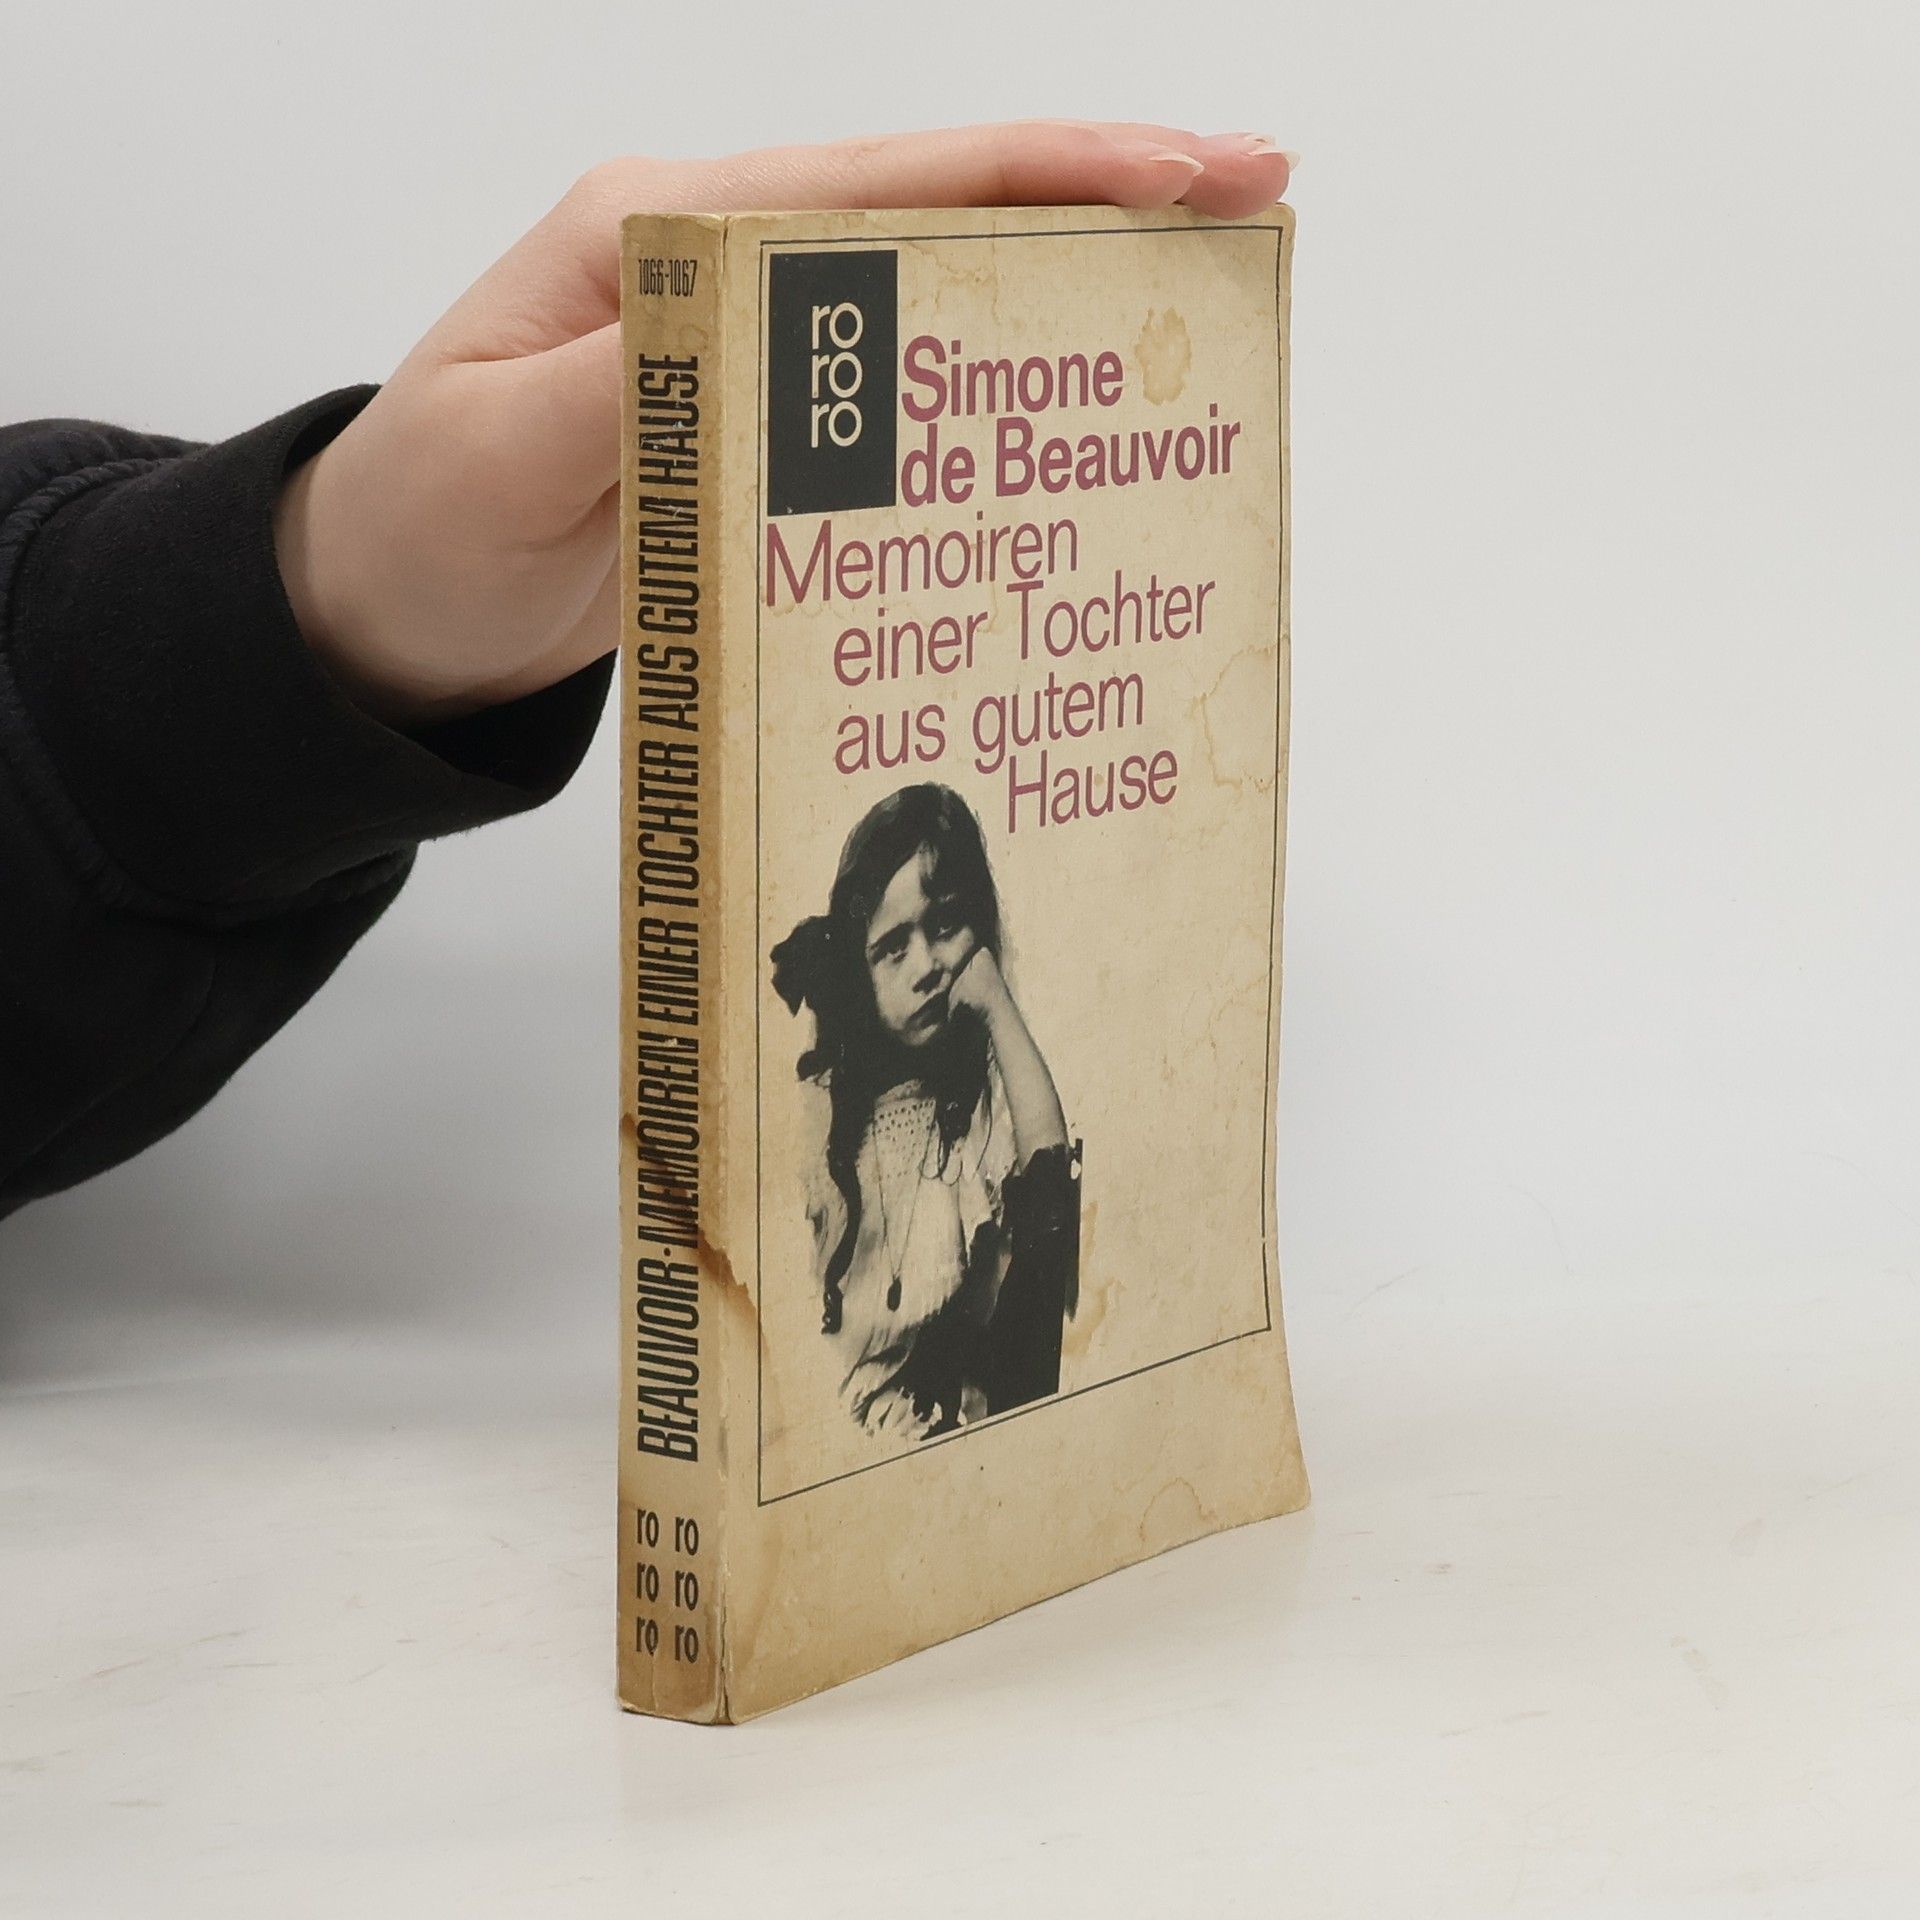 1066-1067
BEAUVOIR·MEMOIREN EINER TOCHTER AUS GUTEM HAUSE
ro ro
ro ro
ro ro
ro
ro
ro
Simone
de Beauvoir
Memoiren
einer Tochter
aus gutem
Hause